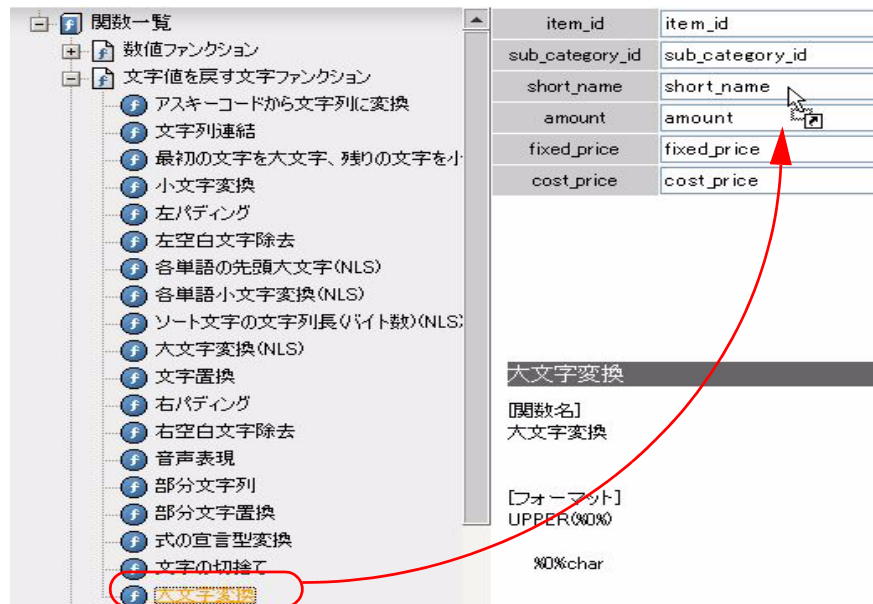 関数一覧
数値ファンクション
文字値を戻す文字ファンクション
アスキーコードから文字列に変換
文字列連結
最初の文字を大文字、残りの文字を小
小文字変換
左パディング
左空白文字除去
各単語の先頭大文字(NLS)
各単語小文字変換(NLS)
ソート文字の文字列長(バイト数)(NLS)
大文字変換(NLS)
文字置換
右パディング
右空白文字除去
音声表現
部分文字列
部分文字置換
式の宣言型変換
文字の切捨て
大文字変換
item_id item_id
sub_category_id sub_category_id
short_name short_name
amount amount
fixed_price fixed_price
cost_price cost_price
大文字変換
[関数名]
大文字変換
[フォーマット]
UPPER(%0%)
%0%char